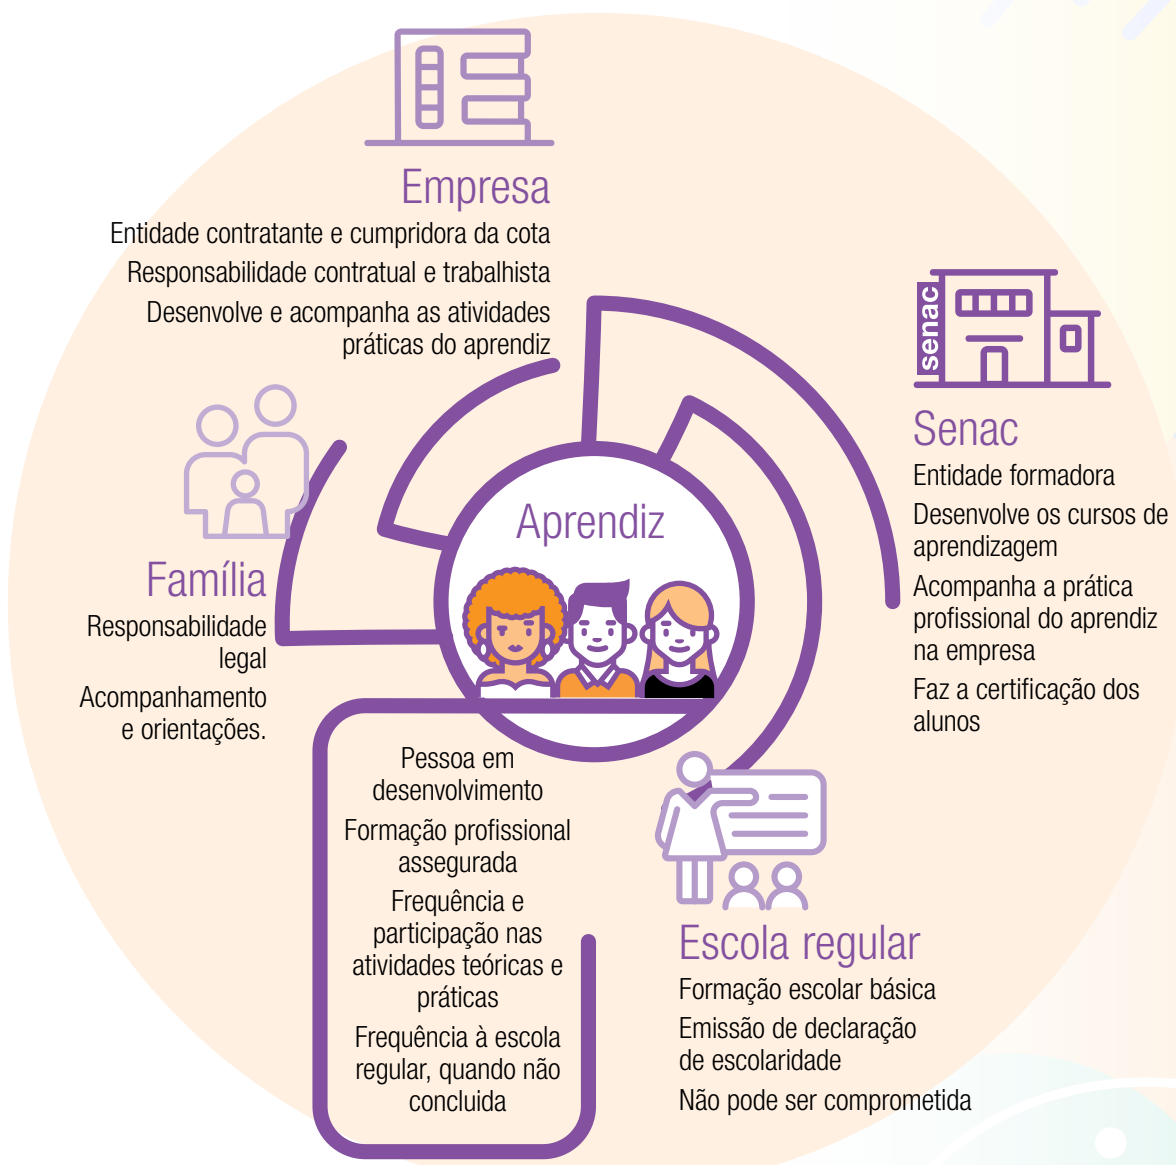 Empresa
Entidade contratante e cumpridora da cota
Responsabilidade contratual e trabalhista
Desenvolve e acompanha as atividades
práticas do aprendiz
senac
Senac
Entidade formadora
Desenvolve os cursos de
aprendizagem
Acompanha a prática
profissional do aprendiz
na empresa
Faz a certificação dos
alunos
Família
Responsabilidade
legal
Acompanhamento
e orientações.
Aprendiz
Pessoa em
desenvolvimento
Formação profissional
assegurada
Frequência e
participação nas
atividades teóricas e
práticas
Frequência à escola
regular, quando não
concluida
Escola regular
Formação escolar básica
Emissão de declaração
de escolaridade
Não pode ser comprometida